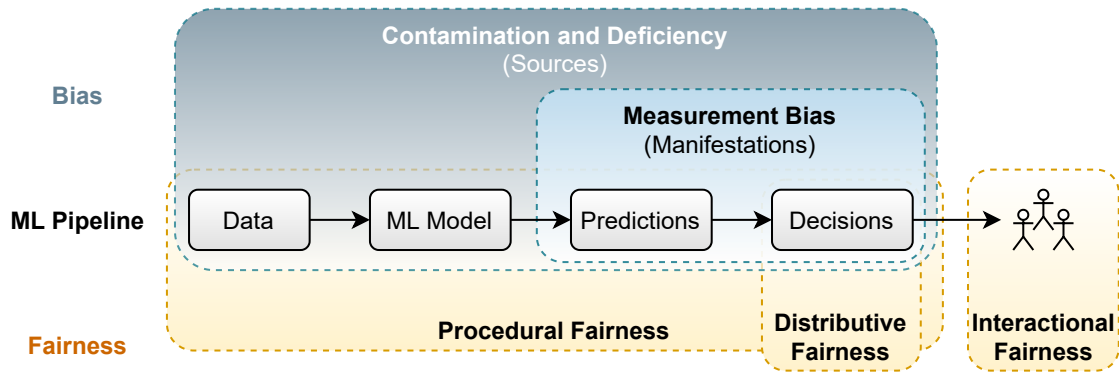 Contamination and Deficiency
(Sources)
Bias
Measurement Bias
(Manifestations)
ML Pipeline
Data
ML Model
Predictions
Decisions
Fairness
Procedural Fairness
Distributive
Fairness
Interactional
Fairness